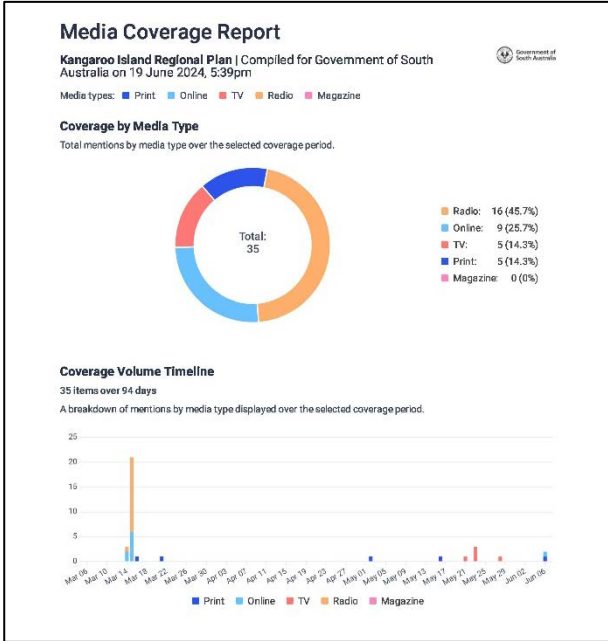 Media Coverage Report
Kangaroo Island Regional Plan | Compiled for Government of South
Australia on 19 June 2024, 5:39pm
Government of
South Australia
Media types: Print Online TV Radio Magazine
Coverage by Media Type
Total mentions by media type over the selected coverage period.
Total:
35
Radio: 16 (45.7%)
Online: 9 (25.7%)
TV: 5 (14.3%)
Print: 5 (14.3%)
Magazine: 0 (0%)
Coverage Volume Timeline
35 items over 94 days
A breakdown of mentions by media type displayed over the selected coverage period.
25
20
15
10
5
0
Mar 06
Mar 10
Mar 14
Mar 18
Mar 22
Mar 26
Mar 30
Apr 03
Apr 07
Apr 11
Apr 15
Apr 19
Apr 23
Apr 27
May 01
May 05
May 09
May 13
May 17
May 21
May 25
May 29
Jun 02
Jun 06
Print Online TV Radio Magazine